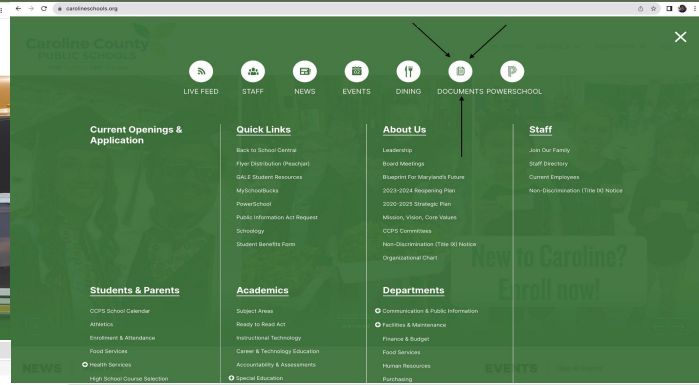 carolineschools.org
Caroline County
PUBLIC SCHOOLS
LIVE FEED
STAFF
NEWS
EVENTS
DINING
DOCUMENTS
POWERSCHOOL
Current Openings &
Application
Quick Links
Back to School Central
Flyer Distribution (Peachjar)
GALE Student Resources
MySchoolBucks
PowerSchool
Public Information Act Request
Schoology
Student Benefits Form
About Us
Leadership
Board Meetings
Blueprint For Maryland's Future
2023-2024 Reopening Plan
2020-2025 Strategic Plan
Mission, Vision, Core Values
CCPS Committees
Non-Discrimination (Title IX) Notice
Organizational Chart
Staff
Join Our Family
Staff Directory
Current Employees
Non-Discrimination (Title IX) Notice
New to Caroline?
Enroll now!
Students & Parents
CCPS School Calendar
Athletics
Enrollment & Attendance
Food Services
Health Services
High School Course Selection
Academics
Subject Areas
Ready to Read Act
Instructional Technology
Career & Technology Education
Accountability & Assessments
Special Education
Departments
Communication & Public Information
Facilities & Maintenance
Finance & Budget
Food Services
Human Resources
Purchasing
NEWS
EVENTS